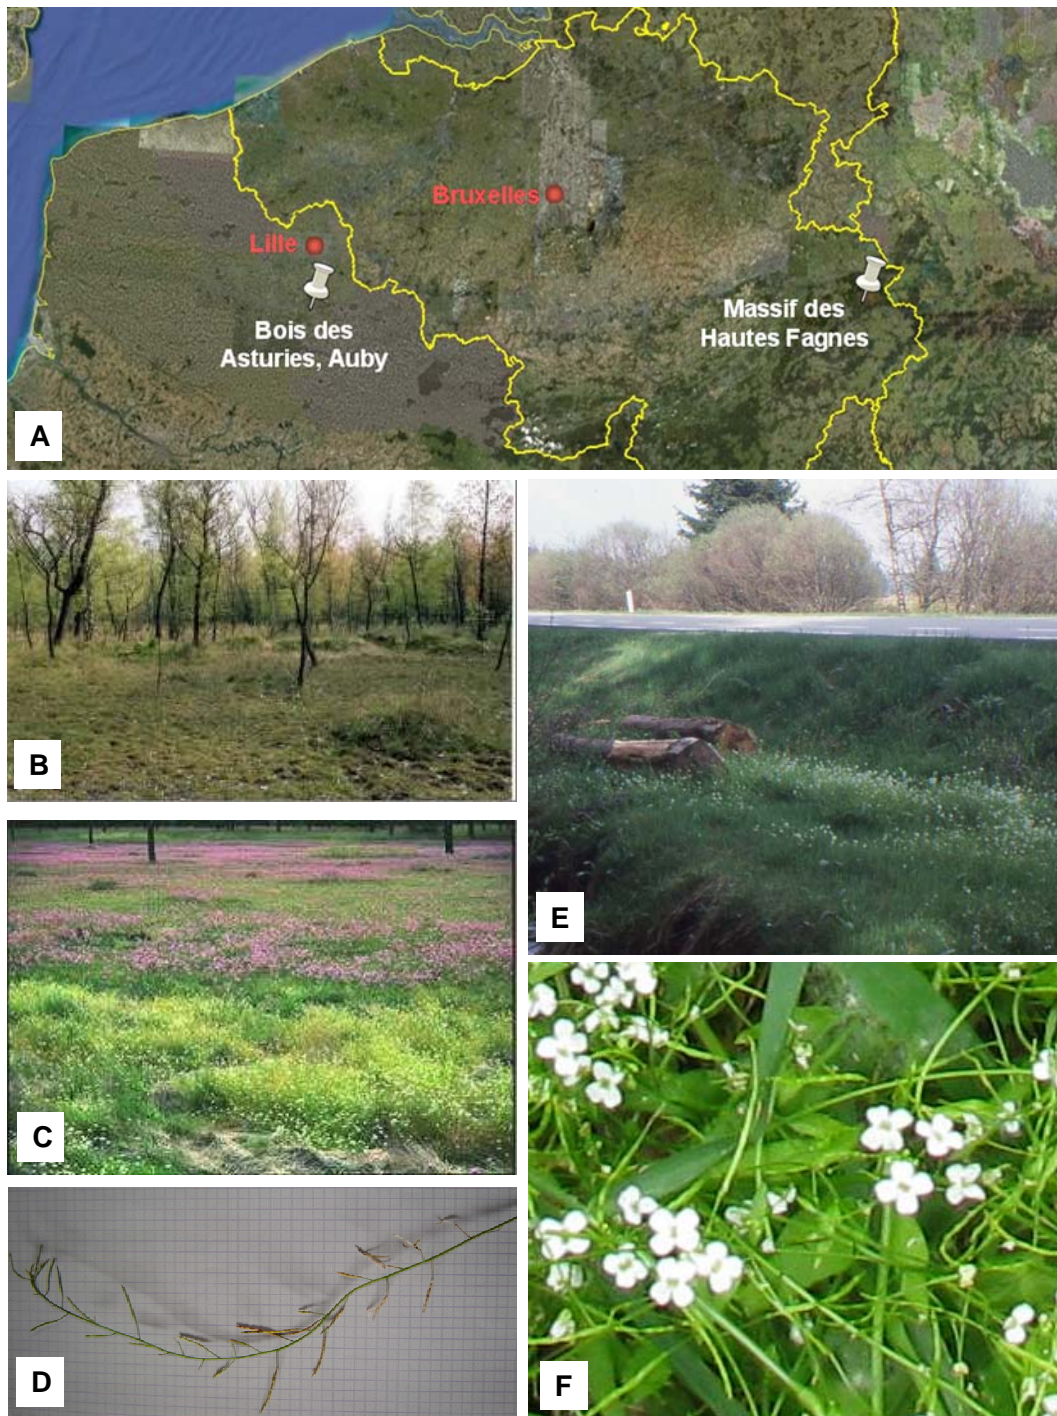 Bruxelles
Lille
Massif des
Hautes Fagnes
Bois des
Asturies, Auby
A
B
E
C
D
F